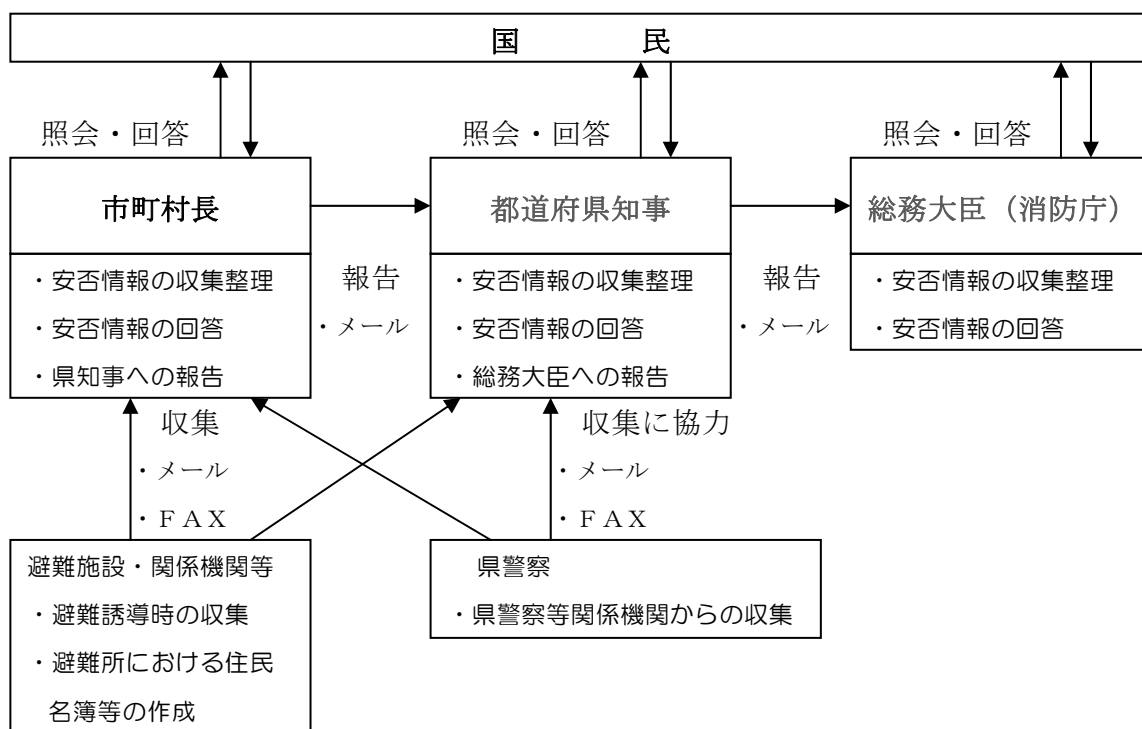 国　民
照会・回答
照会・回答
照会・回答
市町村長
都道府県知事
総務大臣（消防庁）
・安否情報の収集整理
・安否情報の回答
・県知事への報告
報告
・メール
・安否情報の収集整理
・安否情報の回答
・総務大臣への報告
報告
・メール
・安否情報の収集整理
・安否情報の回答
収集
・メール
・ＦＡＸ
収集に協力
・メール
・ＦＡＸ
避難施設・関係機関等
・避難誘導時の収集
・避難所における住民
名簿等の作成
県警察
・県警察等関係機関からの収集